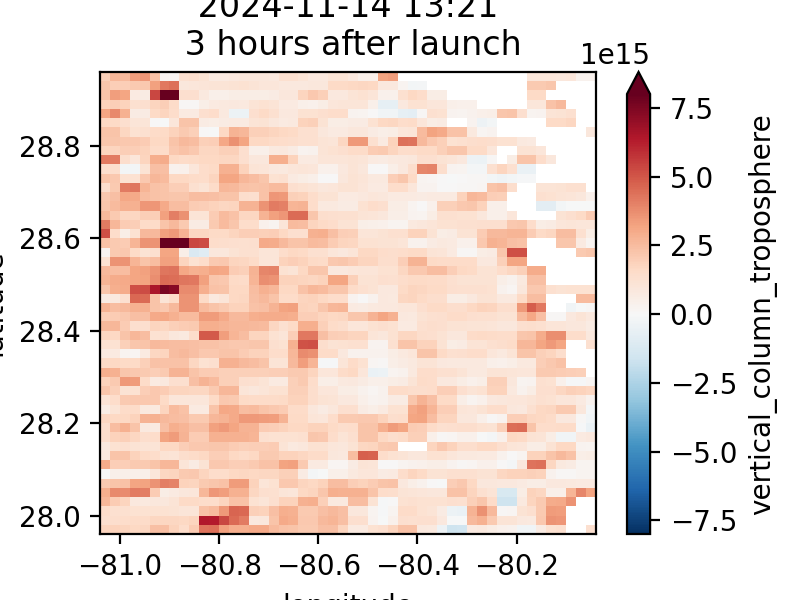 2024-11-14 13:21
3 hours after launch
1e15
28.8
28.6
28.4
28.2
28.0
−81.0 −80.8 −80.6 −80.4 −80.2
7.5
5.0
2.5
0.0
−2.5
−5.0
−7.5
vertical_column_troposphere
longitude